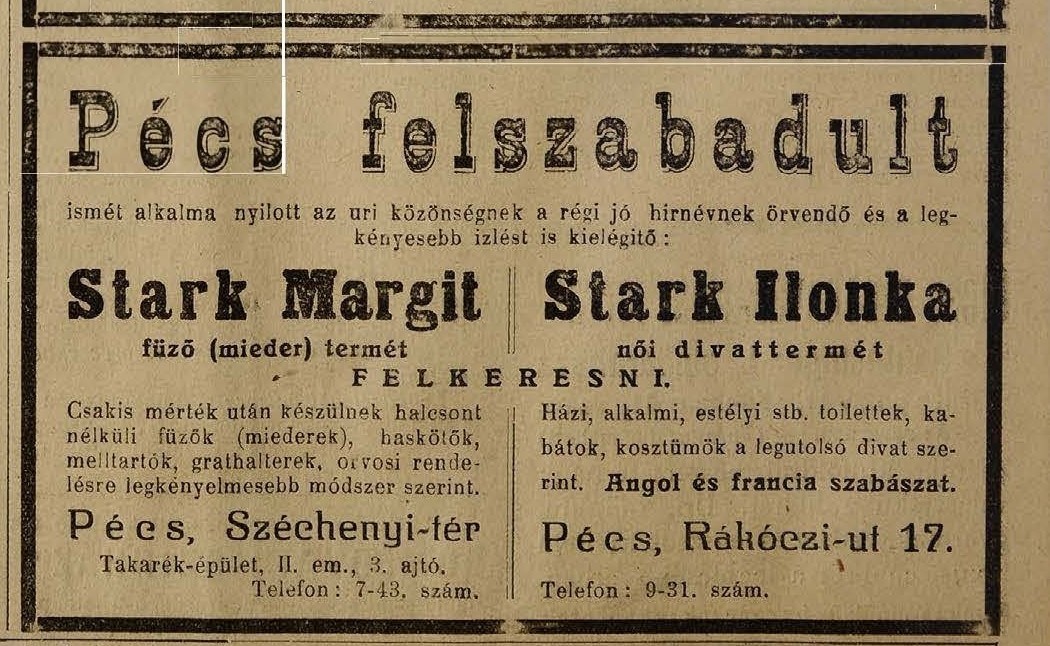 Pécs felszabadult
ismét alkalma nyilott az uri közönségnek a régi jó hirnévnek örvendő és a leg-
kényesebb izlést is kielégitő :
Stark Margit
füző (mieder) termét
Stark Ilonka
női divattermét
FELKERESNI.
Csakis mérték után készülnek halcsont
nélküli füzők (miederek), haskötők,
melltartók, grathalterek, orvosi rende-
lésre legkényelmesebb módszer szerint.
Pécs, Széchenyi-tér
Takarék-épület, II. em., 3. ajtó.
Telefon : 7-43. szám.
Házi, alkalmi, estélyi stb. toilettek, ka-
bátok, kosztümök a legutolsó divat sze-
rint. Angol és francia szabászat.
Pécs, Rákóczi-ut 17.
Telefon : 9-31. szám.